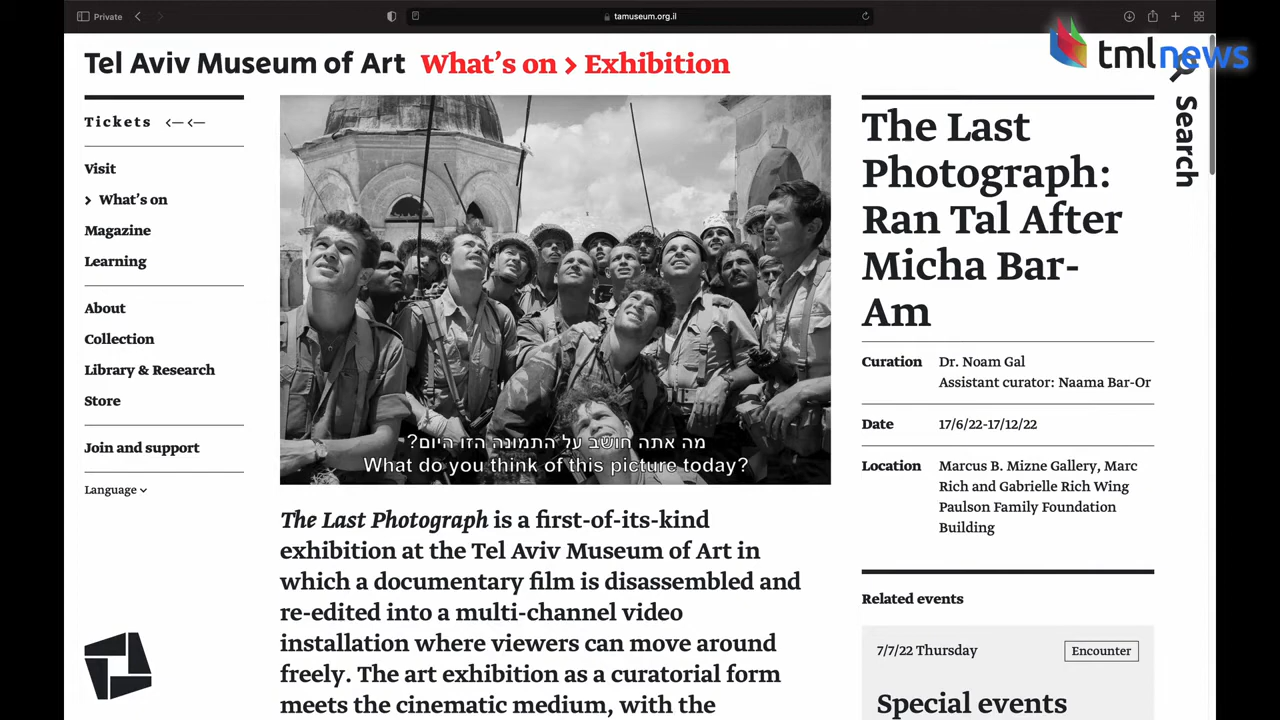 Private
tamuseum.org.il
tmlnews
Tel Aviv Museum of Art
What's on > Exhibition
Search
Tickets
Visit
What's on
Magazine
Learning
About
Collection
Library & Research
Store
Join and support
Language
מה אתה חושב על התמונה הזו היום?
What do you think of this picture today?
The Last Photograph is a first-of-its-kind
exhibition at the Tel Aviv Museum of Art in
which a documentary film is disassembled and
re-edited into a multi-channel video
installation where viewers can move around
freely. The art exhibition as a curatorial form
meets the cinematic medium, with the
The Last
Photograph:
Ran Tal After
Micha Bar-
Am
Curation Dr. Noam Gal
Assistant curator: Naama Bar-Or
Date 17/6/22-17/12/22
Location Marcus B. Mizne Gallery, Marc
Rich and Gabrielle Rich Wing
Paulson Family Foundation
Building
Related events
7/7/22 Thursday Encounter
Special events